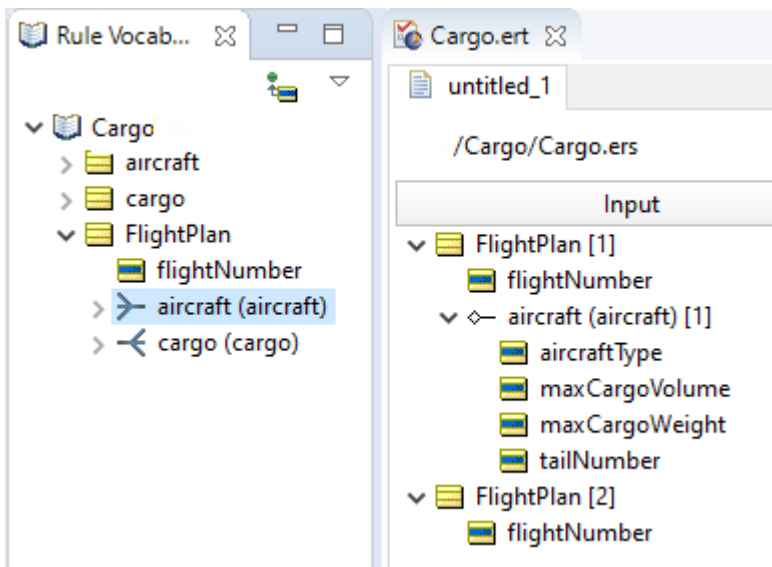 Rule Vocab...
Cargo
aircraft
cargo
FlightPlan
flightNumber
aircraft (aircraft)
cargo (cargo)
Cargo.ert
untitled_1
/Cargo/Cargo.ers
Input
FlightPlan [1]
flightNumber
aircraft (aircraft) [1]
aircraftType
maxCargoVolume
maxCargoWeight
tailNumber
FlightPlan [2]
flightNumber